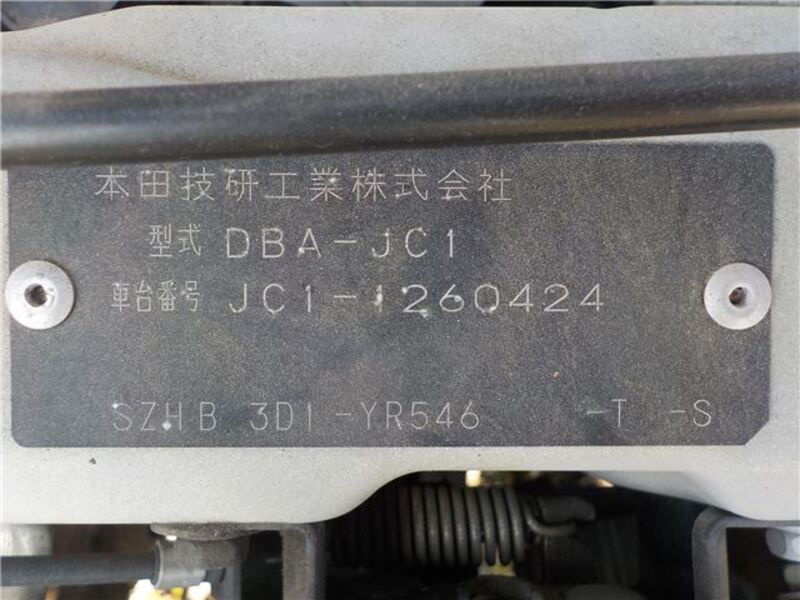 本田技研工業株式会社
型式 DBA-JC1
車台番号 JC1-1260424
SZHB 3D1-YR546 -T -S